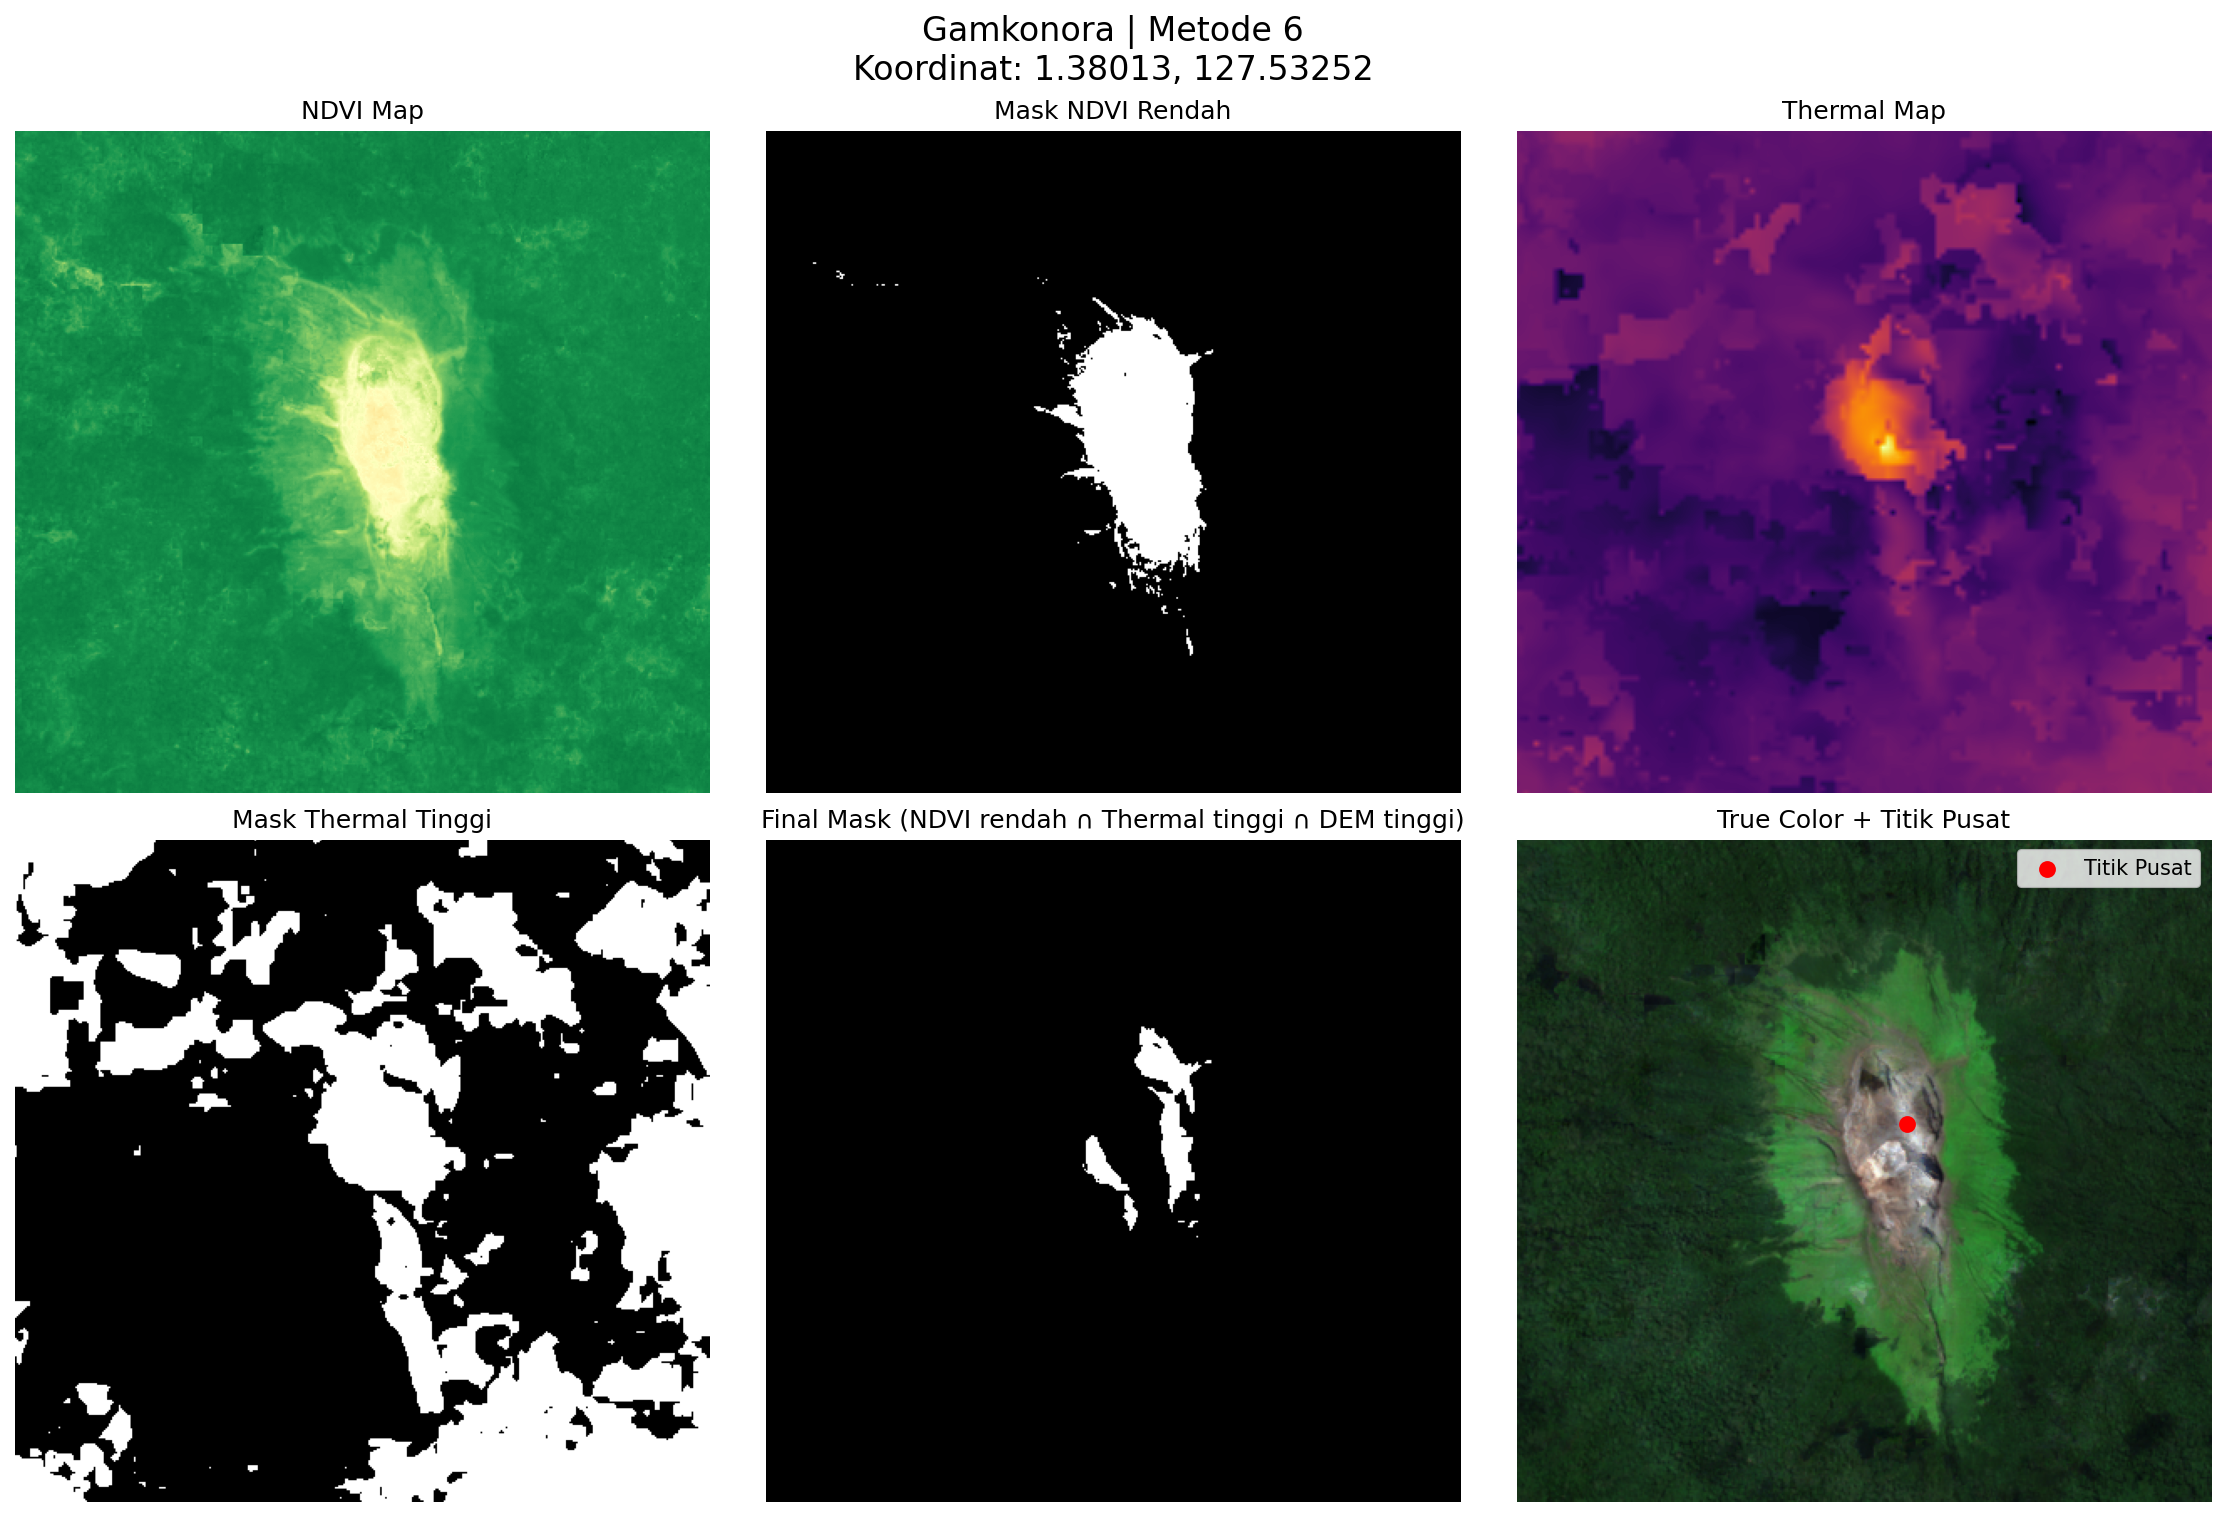 Gamkonora | Metode 6
Koordinat: 1.38013, 127.53252
NDVI Map
Mask NDVI Rendah
Thermal Map
Mask Thermal Tinggi
Final Mask (NDVI rendah ∩ Thermal tinggi ∩ DEM tinggi)
True Color + Titik Pusat
Titik Pusat